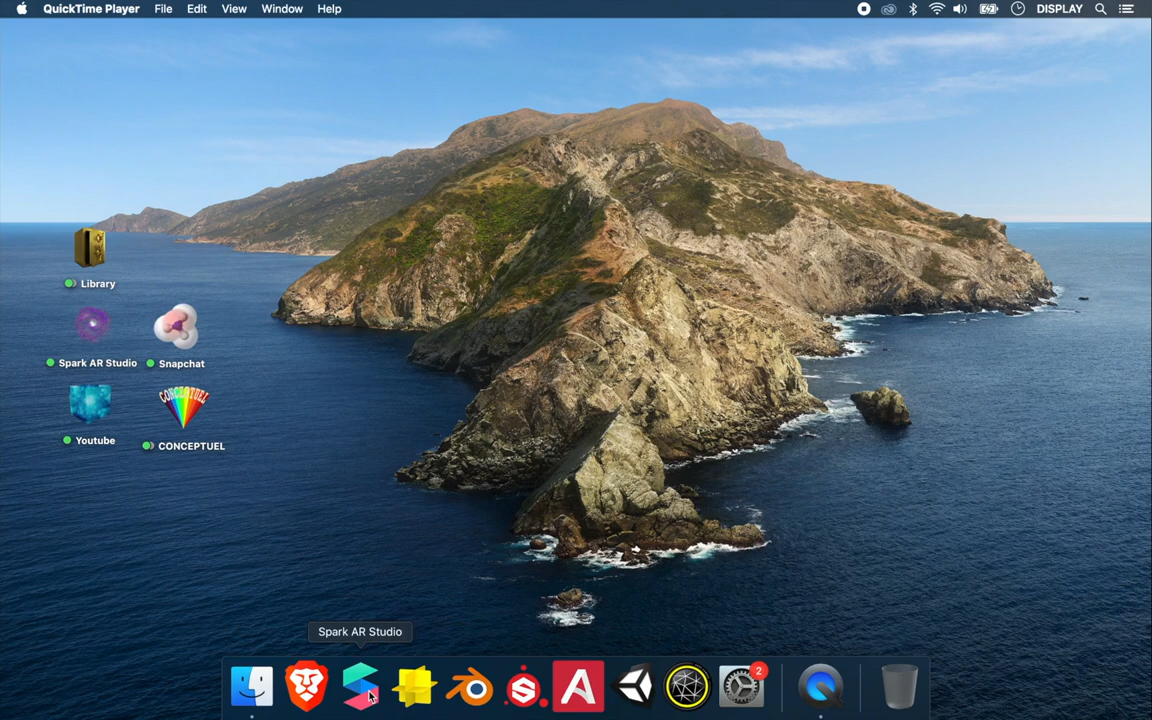 QuickTime Player File Edit View Window Help DISPLAY
Library
Spark AR Studio Snapchat
Youtube CONCEPTUEL
CONCEPTUEL
Spark AR Studio
2